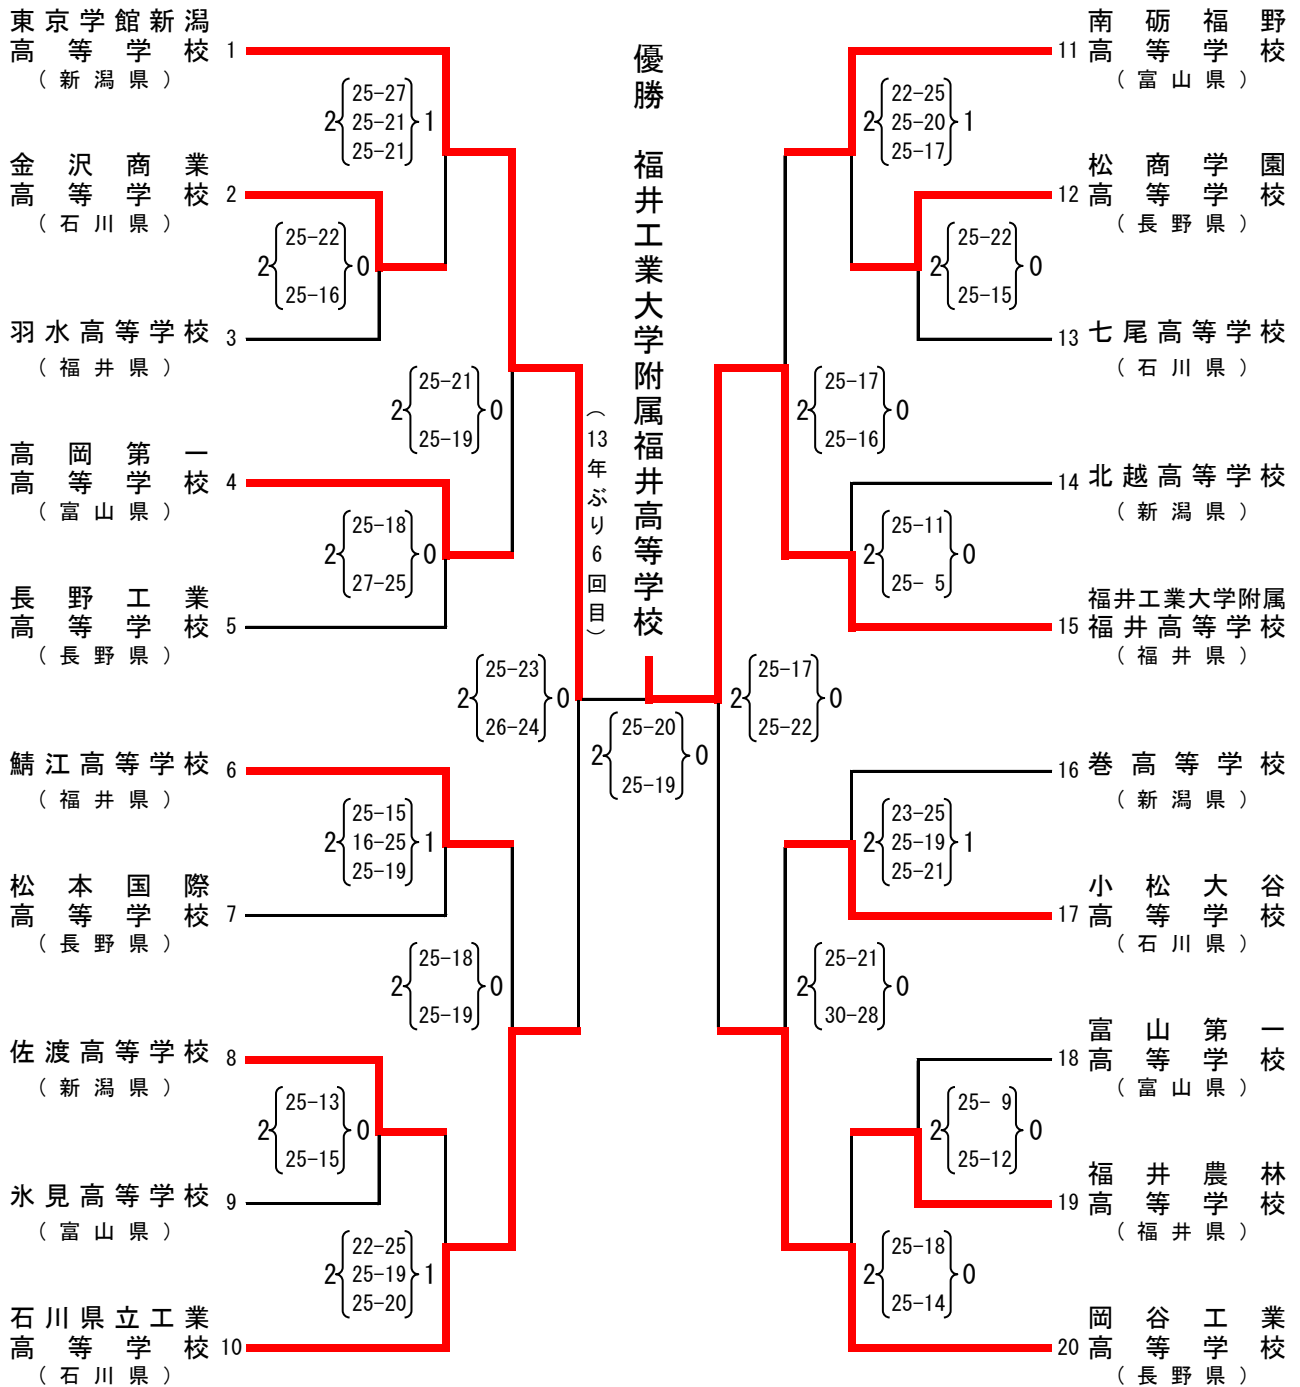 東京学館新潟
高等学校 1
（新潟県）
2 25-27 1
25-21
25-21
金沢商業
高等学校 2
（石川県）
2 25-22 0
25-16
羽水高等学校 3
（福井県）
2 25-21 0
25-19
高岡第一
高等学校 4
（富山県）
2 25-18 0
27-25
長野工業
高等学校 5
（長野県）
2 25-23 0
26-24
鯖江高等学校 6
（福井県）
2 25-15 1
16-25
25-19
松本国際
高等学校 7
（長野県）
2 25-18 0
25-19
佐渡高等学校 8
（新潟県）
2 25-13 0
25-15
氷見高等学校 9
（富山県）
2 22-25 1
25-19
25-20
石川県立工業
高等学校 10
（石川県）
優勝 福井工業大学附属福井高等学校
（13年ぶり6回目）
2 25-20 0
25-19
南砺福野
11 高等学校
（富山県）
2 22-25 1
25-20
25-17
松商学園
12 高等学校
（長野県）
2 25-22 0
25-15
13 七尾高等学校
（石川県）
2 25-17 0
25-16
14 北越高等学校
（新潟県）
2 25-11 0
25- 5
福井工業大学附属
15 福井高等学校
（福井県）
2 25-17 0
25-22
16 巻高等学校
（新潟県）
2 23-25 1
25-19
25-21
小松大谷
17 高等学校
（石川県）
2 25-21 0
30-28
富山第一
18 高等学校
（富山県）
2 25- 9 0
25-12
福井農林
19 高等学校
（福井県）
2 25-18 0
25-14
岡谷工業
20 高等学校
（長野県）